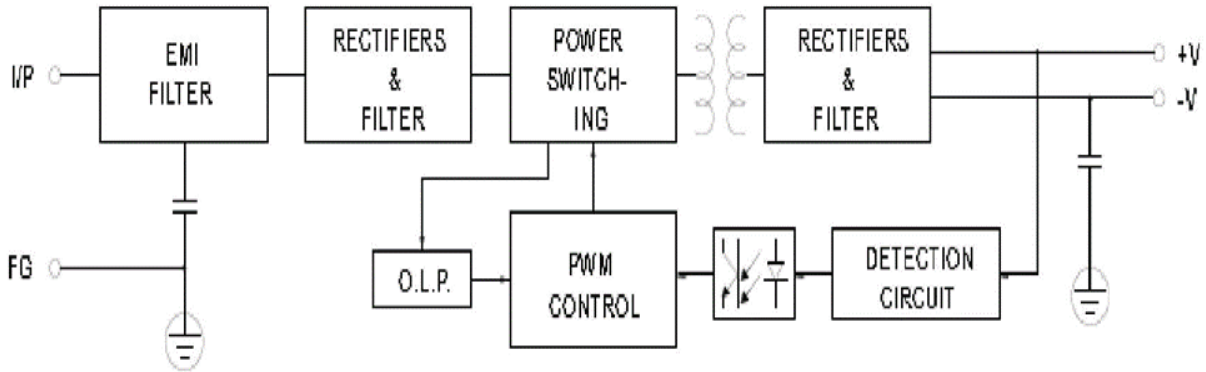 I/P
EMI
FILTER
RECTIFIERS
&
FILTER
POWER
SWITCH-
ING
RECTIFIERS
&
FILTER
+V
-V
FG
O.L.P.
PWM
CONTROL
DETECTION
CIRCUIT